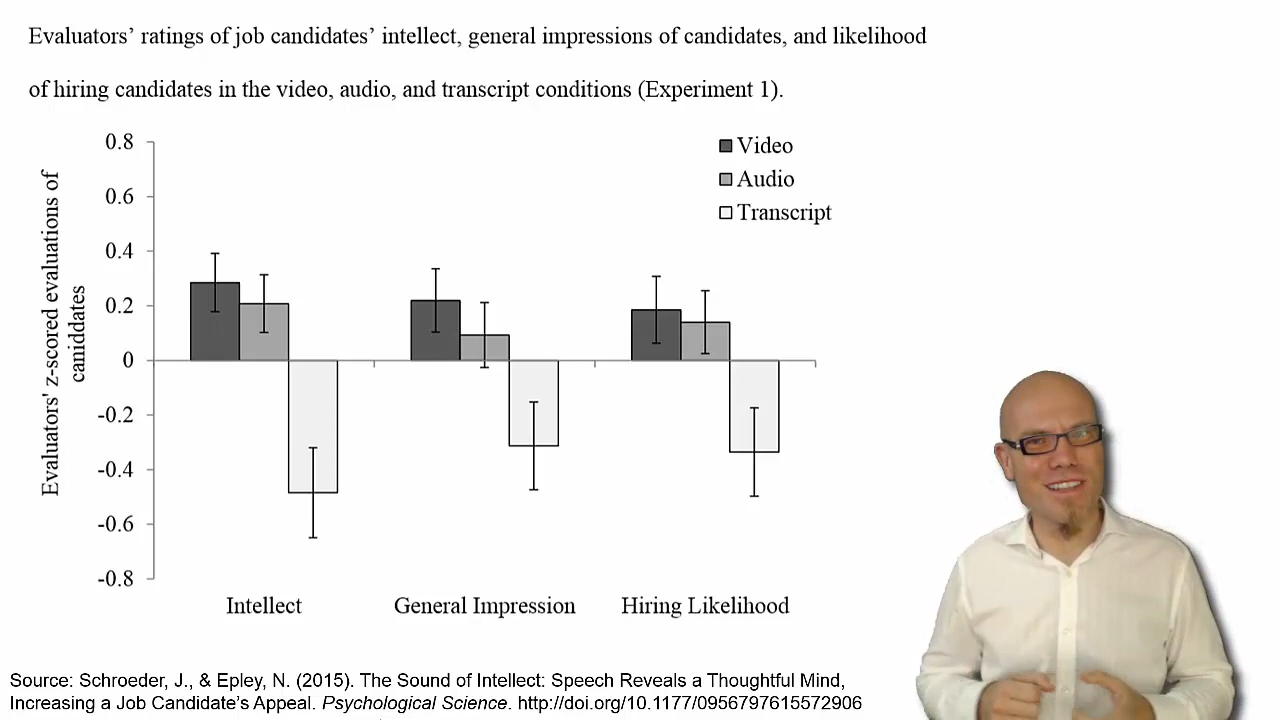 Evaluators’ ratings of job candidates’ intellect, general impressions of candidates, and likelihood
of hiring candidates in the video, audio, and transcript conditions (Experiment 1).
Evaluators' z-scored evaluations of
caniddates
0.8
0.6
0.4
0.2
0
-0.2
-0.4
-0.6
-0.8
Video
Audio
Transcript
Intellect
General Impression
Hiring Likelihood
Source: Schroeder, J., & Epley, N. (2015). The Sound of Intellect: Speech Reveals a Thoughtful Mind,
Increasing a Job Candidate’s Appeal. Psychological Science. http://doi.org/10.1177/0956797615572906